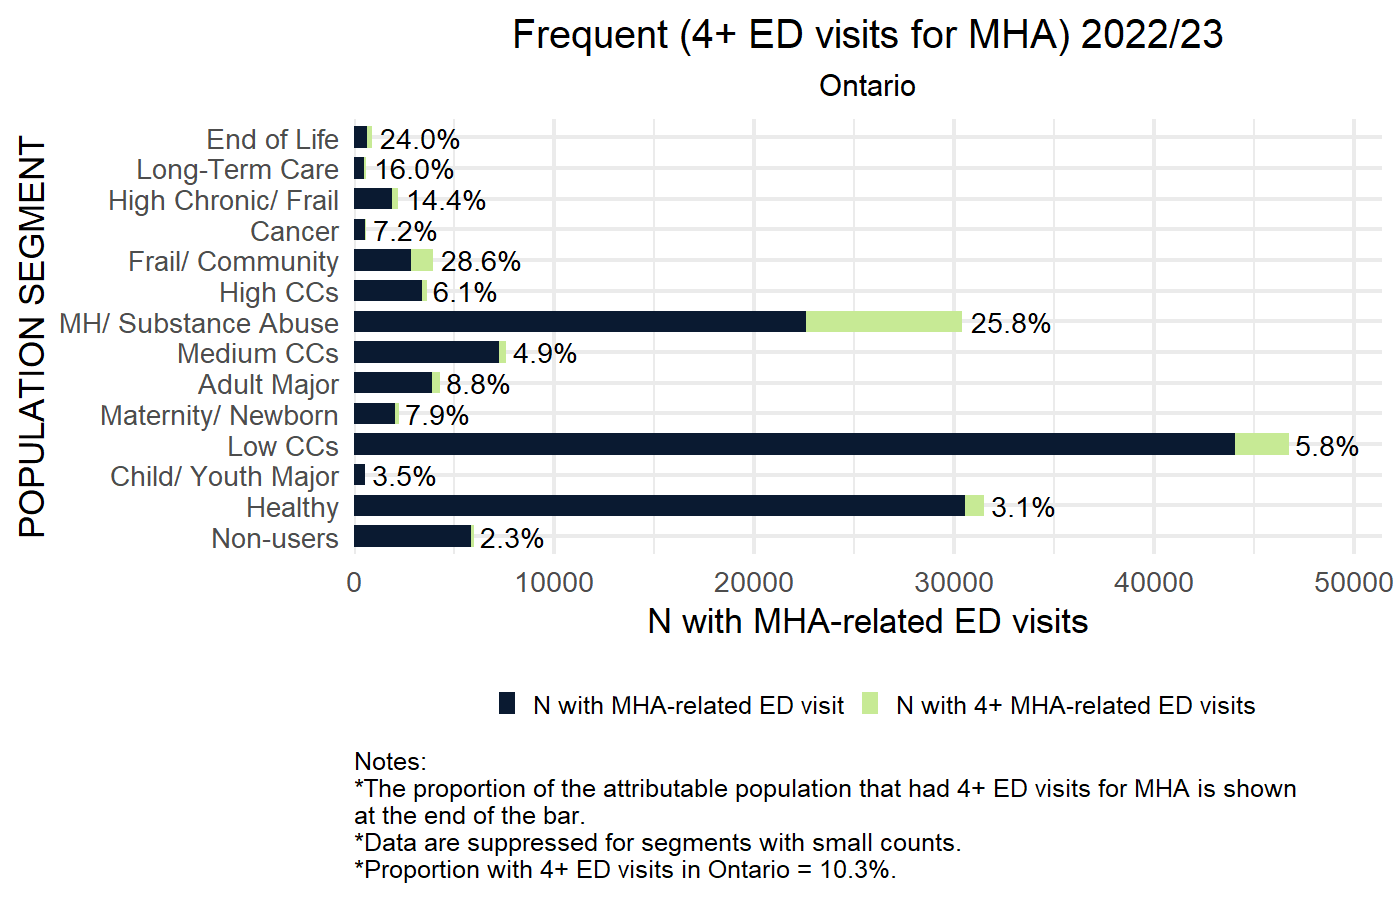 Frequent (4+ ED visits for MHA) 2022/23
Ontario
POPULATION SEGMENT
End of Life 24.0%
Long-Term Care 16.0%
High Chronic/ Frail 14.4%
Cancer 7.2%
Frail/ Community 28.6%
High CCs 6.1%
MH/ Substance Abuse 25.8%
Medium CCs 4.9%
Adult Major 8.8%
Maternity/ Newborn 7.9%
Low CCs 5.8%
Child/ Youth Major 3.5%
Healthy 3.1%
Non-users 2.3%
0 10000 20000 30000 40000 50000
N with MHA-related ED visits
N with MHA-related ED visit N with 4+ MHA-related ED visits
Notes:
*The proportion of the attributable population that had 4+ ED visits for MHA is shown
at the end of the bar.
*Data are suppressed for segments with small counts.
*Proportion with 4+ ED visits in Ontario = 10.3%.